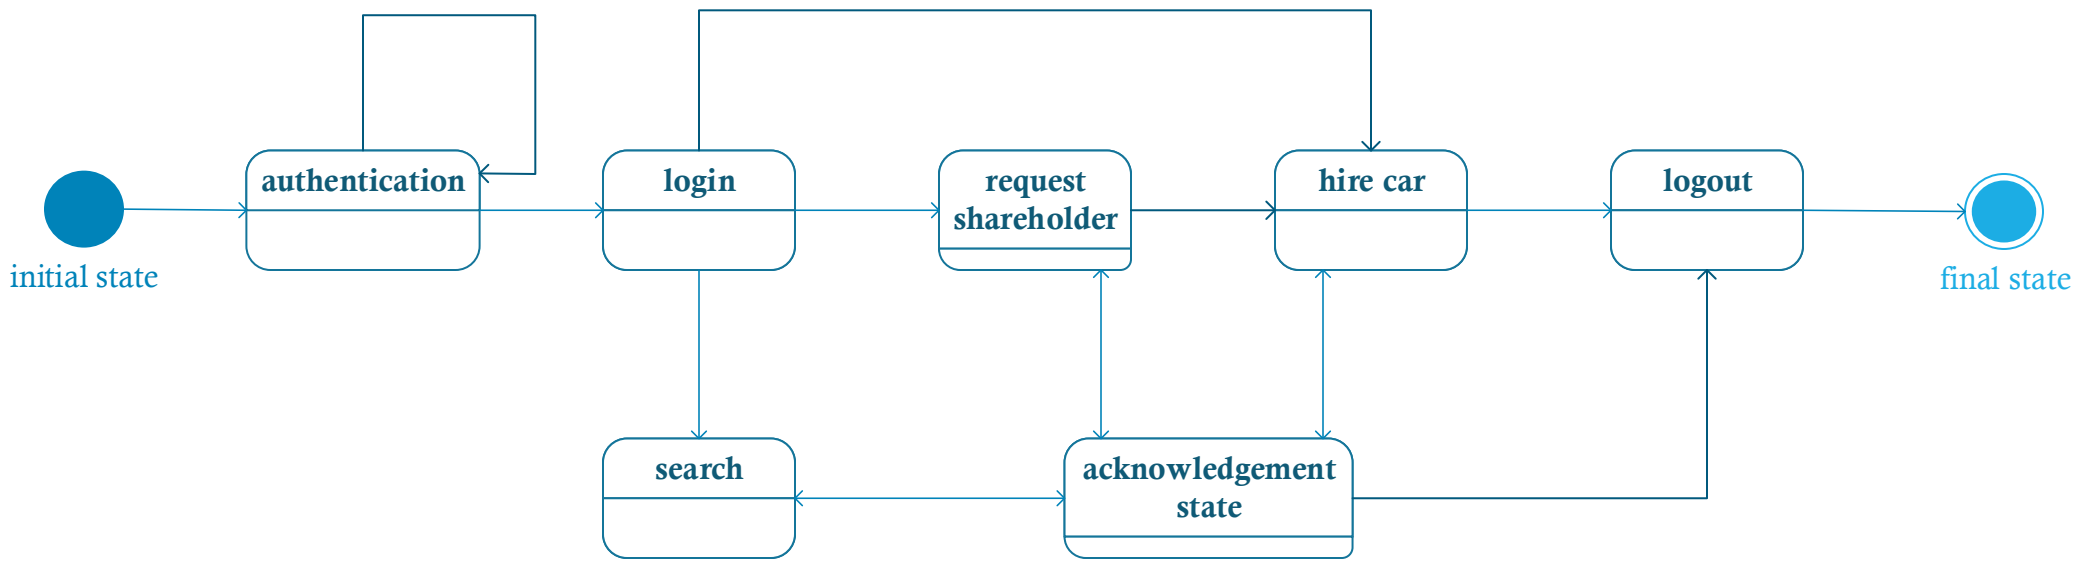 authentication
login
request
shareholder
hire car
logout
initial state
final state
search
acknowledgement
state